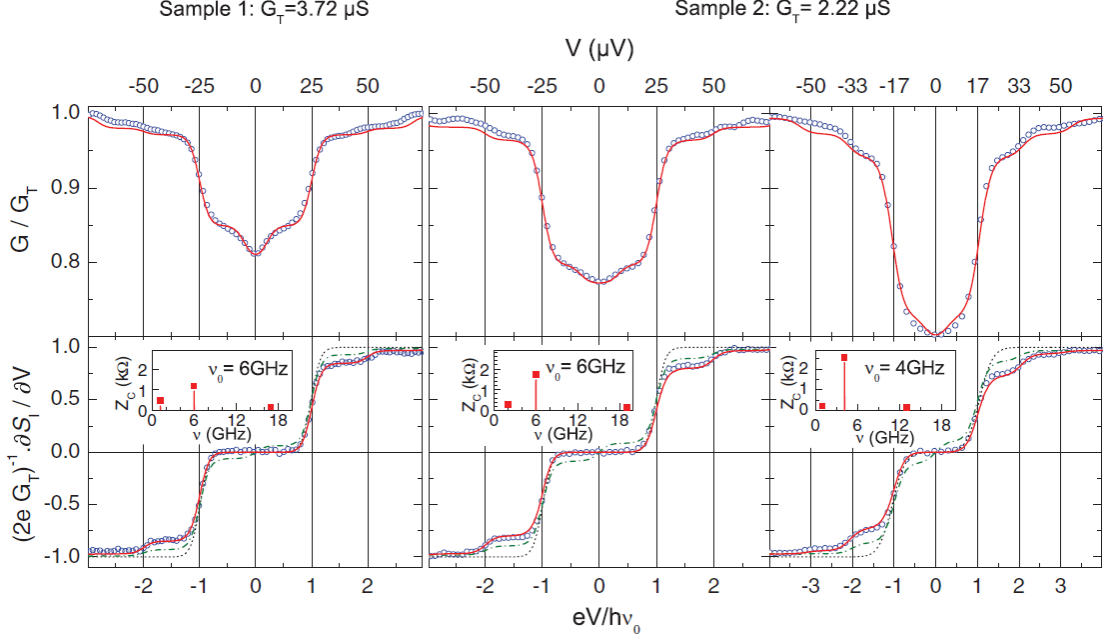 Sample 1: G_T=3.72 µS
Sample 2: G_T= 2.22 µS
V (µV)
-50 -25 0 25 50
-50 -25 0 25 50
-50 -33 -17 0 17 33 50
G / G_T
1.0
0.9
0.8
(2e G_T)⁻¹.∂S_I / ∂V
1.0
0.5
0.0
-0.5
-1.0
Z_C (kΩ)
2
1
0
ν₀= 6GHz
0 6 12 18
ν (GHz)
Z_C (kΩ)
2
1
0
ν₀= 6GHz
0 6 12 18
ν (GHz)
Z_C (kΩ)
2
1
0
ν₀= 4GHz
0 6 12 18
ν (GHz)
-2 -1 0 1 2
-2 -1 0 1 2
-3 -2 -1 0 1 2 3
eV/hν₀